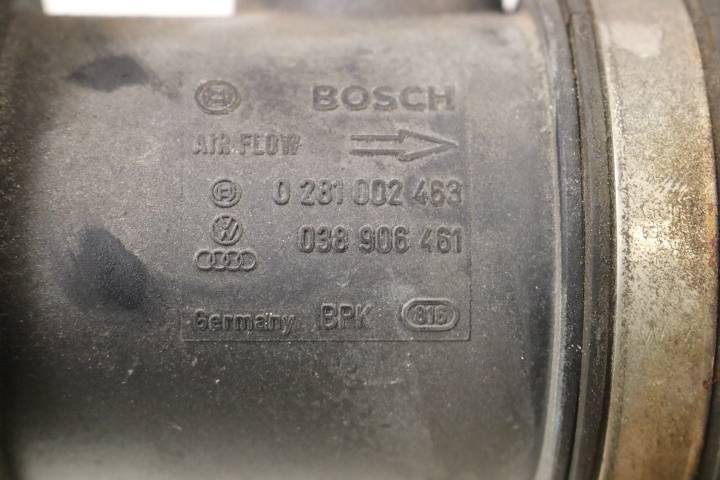 BOSCH
AIR FLOW
0 281 002 463
038 906 461
Germany BPK 816